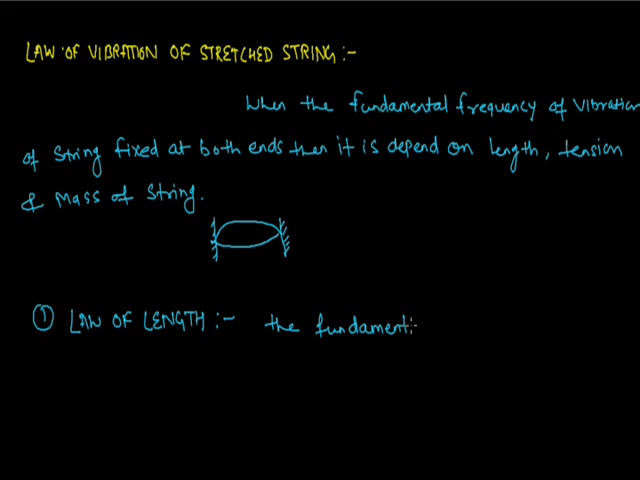 LAW OF VIBRATION OF STRETCHED STRING :-
When the fundamental frequency of Vibration
of String fixed at both ends then it is depend on length, tension
& Mass of String.
① LAW OF LENGTH :- the fundament